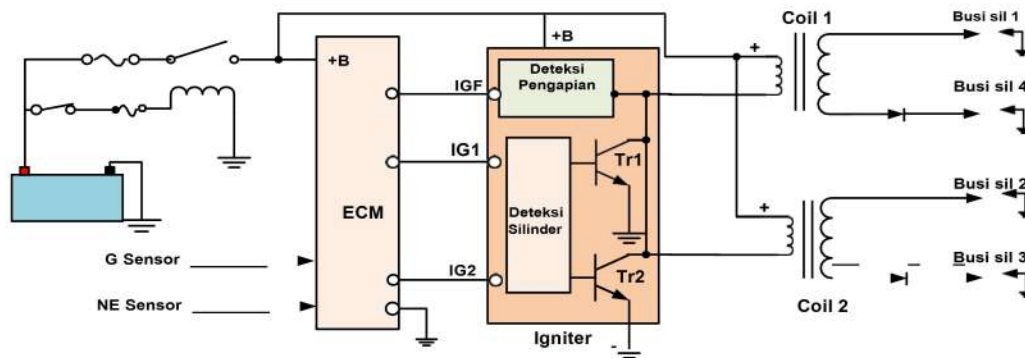 Coil 1
Busi sil 1
+B
+
+B
Deteksi
Pengapian
IGF
Busi sil 4
IG1
Tr1
ECM
Deteksi
Silinder
+
Busi sil 2
G Sensor
IG2
Tr2
Busi sil 3
NE Sensor
Coil 2
Igniter
-